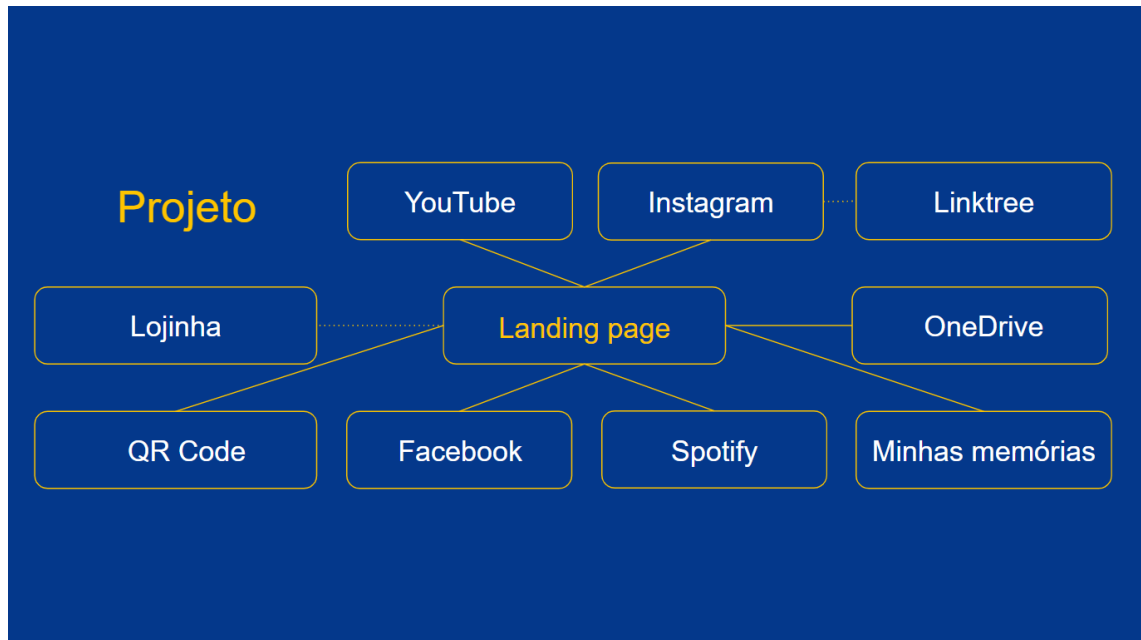 Projeto
YouTube
Instagram
Linktree
Lojinha
Landing page
OneDrive
QR Code
Facebook
Spotify
Minhas memórias